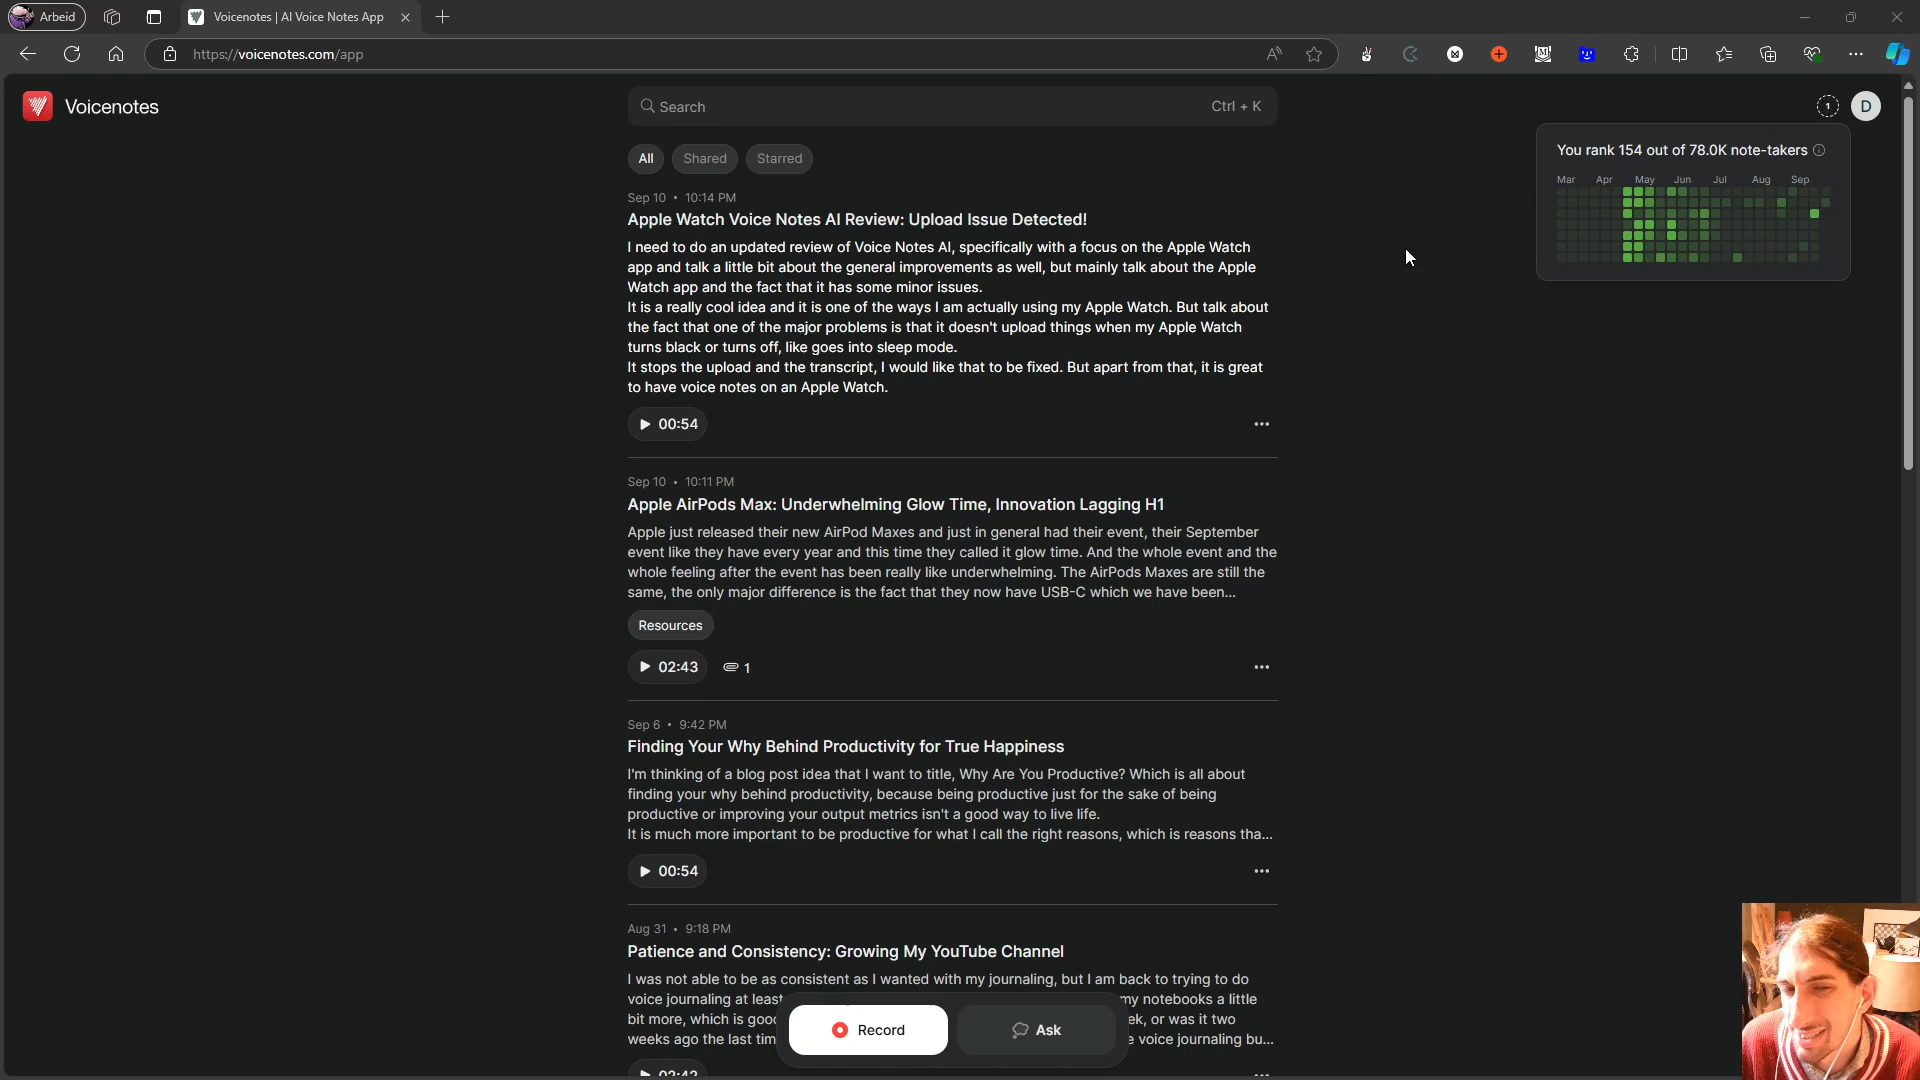 Arbeid
Voicenotes | AI Voice Notes App
https://voicenotes.com/app
Voicenotes
Search
Ctrl + K
1
D
All
Shared
Starred
You rank 154 out of 78.0K note-takers
Mar Apr May Jun Jul Aug Sep
Sep 10 • 10:14 PM
Apple Watch Voice Notes AI Review: Upload Issue Detected!
I need to do an updated review of Voice Notes AI, specifically with a focus on the Apple Watch
app and talk a little bit about the general improvements as well, but mainly talk about the Apple
Watch app and the fact that it has some minor issues.
It is a really cool idea and it is one of the ways I am actually using my Apple Watch. But talk about
the fact that one of the major problems is that it doesn't upload things when my Apple Watch
turns black or turns off, like goes into sleep mode.
It stops the upload and the transcript, I would like that to be fixed. But apart from that, it is great
to have voice notes on an Apple Watch.
00:54
Sep 10 • 10:11 PM
Apple AirPods Max: Underwhelming Glow Time, Innovation Lagging H1
Apple just released their new AirPod Maxes and just in general had their event, their September
event like they have every year and this time they called it glow time. And the whole event and the
whole feeling after the event has been really like underwhelming. The AirPods Maxes are still the
same, the only major difference is the fact that they now have USB-C which we have been...
Resources
02:43
1
Sep 6 • 9:42 PM
Finding Your Why Behind Productivity for True Happiness
I'm thinking of a blog post idea that I want to title, Why Are You Productive? Which is all about
finding your why behind productivity, because being productive just for the sake of being
productive or improving your output metrics isn't a good way to live life.
It is much more important to be productive for what I call the right reasons, which is reasons tha...
00:54
Aug 31 • 9:18 PM
Patience and Consistency: Growing My YouTube Channel
I was not able to be as consistent as I wanted with my journaling, but I am back to trying to do
voice journaling at least my notebooks a little
bit more, which is good ek, or was it two
weeks ago the last tim e voice journaling bu...
Record
Ask
02:42